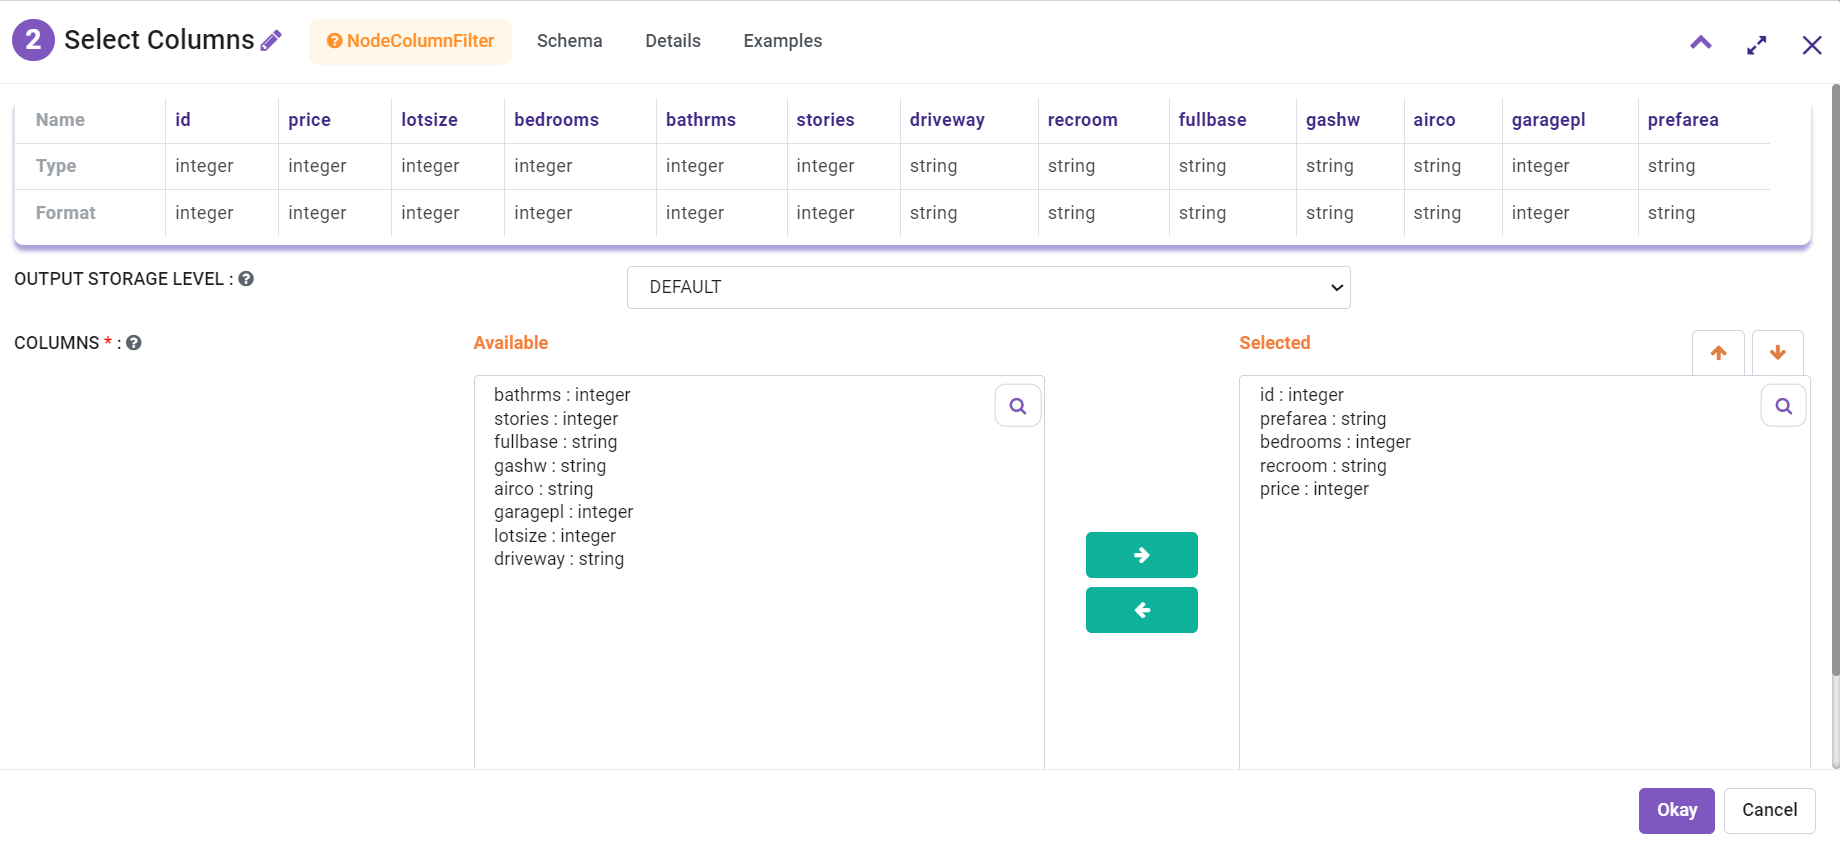 2 Select Columns NodeColumnFilter Schema Details Examples
Name id price lotsize bedrooms bathrms stories driveway recroom fullbase gashw airco garagepl prefarea
Type integer integer integer integer integer integer string string string string string integer string
Format integer integer integer integer integer integer string string string string string integer string
OUTPUT STORAGE LEVEL : DEFAULT
COLUMNS * : Available Selected
bathrms : integer
stories : integer
fullbase : string
gashw : string
airco : string
garagepl : integer
lotsize : integer
driveway : string
id : integer
prefarea : string
bedrooms : integer
recroom : string
price : integer
Okay Cancel